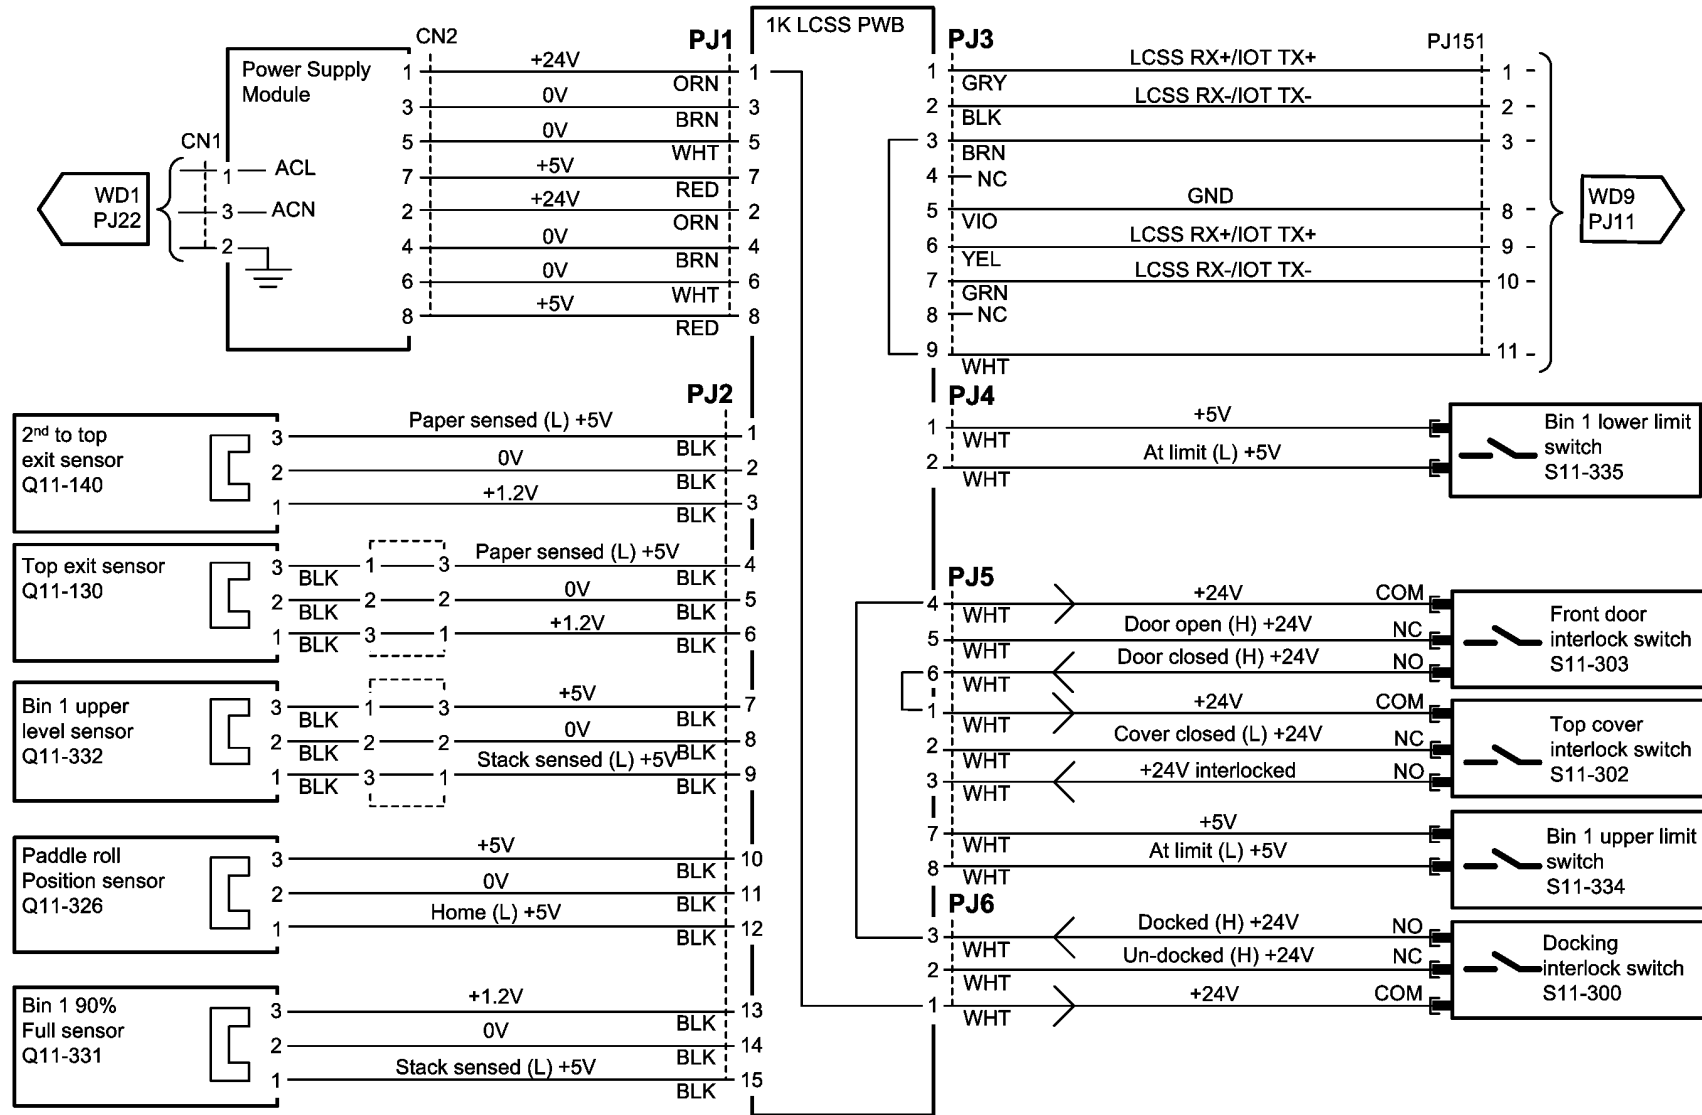 1K LCSS PWB
CN2
PJ1
Power Supply
Module
1 +24V ORN 1
3 0V BRN 3
5 0V WHT 5
7 +5V RED 7
2 +24V ORN 2
4 0V BRN 4
6 0V WHT 6
8 +5V RED 8
CN1
1 ACL
3 ACN
2
WD1
PJ22
PJ2
2nd to top
exit sensor
Q11-140
3 Paper sensed (L) +5V BLK 1
2 0V BLK 2
1 +1.2V BLK 3
Top exit sensor
Q11-130
3 BLK 1 3 Paper sensed (L) +5V BLK 4
2 BLK 2 2 0V BLK 5
1 BLK 3 1 +1.2V BLK 6
Bin 1 upper
level sensor
Q11-332
3 BLK 1 3 +5V BLK 7
2 BLK 2 2 0V BLK 8
1 BLK 3 1 Stack sensed (L) +5V BLK 9
Paddle roll
Position sensor
Q11-326
3 +5V BLK 10
2 0V BLK 11
1 Home (L) +5V BLK 12
Bin 1 90%
Full sensor
Q11-331
3 +1.2V BLK 13
2 0V BLK 14
1 Stack sensed (L) +5V BLK 15
PJ3
PJ151
1 GRY LCSS RX+/IOT TX+ 1
2 BLK LCSS RX-/IOT TX- 2
3 BRN 3
4 NC
5 VIO GND 8
6 YEL LCSS RX+/IOT TX+ 9
7 GRN LCSS RX-/IOT TX- 10
8 NC
9 WHT 11
WD9
PJ11
PJ4
1 WHT +5V
2 WHT At limit (L) +5V
Bin 1 lower limit
switch
S11-335
PJ5
4 WHT +24V COM
5 WHT Door open (H) +24V NC
6 WHT Door closed (H) +24V NO
Front door
interlock switch
S11-303
1 WHT +24V COM
2 WHT Cover closed (L) +24V NC
3 WHT +24V interlocked NO
Top cover
interlock switch
S11-302
7 WHT +5V
8 WHT At limit (L) +5V
Bin 1 upper limit
switch
S11-334
PJ6
3 WHT Docked (H) +24V NO
2 WHT Un-docked (H) +24V NC
1 WHT +24V COM
Docking
interlock switch
S11-300